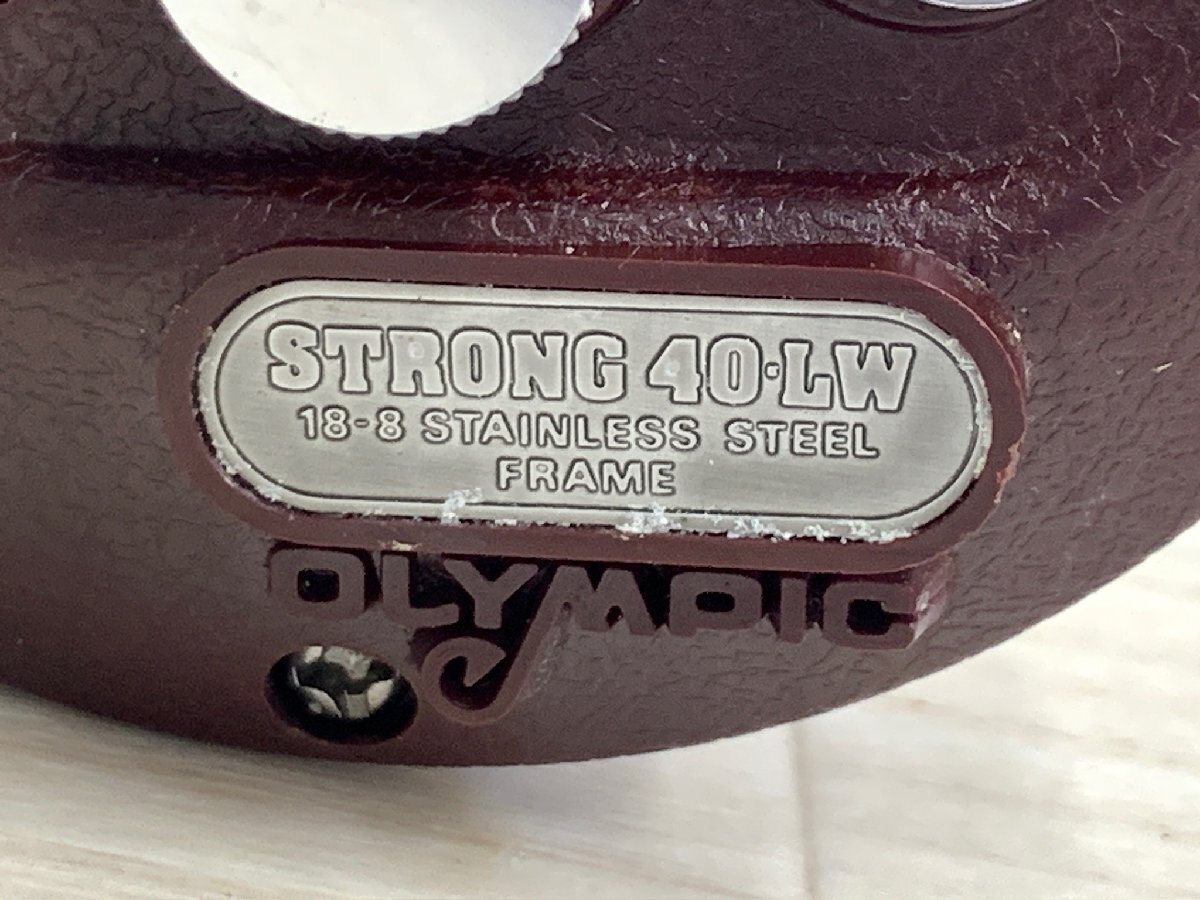 STRONG 40·LW
18-8 STAINLESS STEEL
FRAME
OLYMPIC